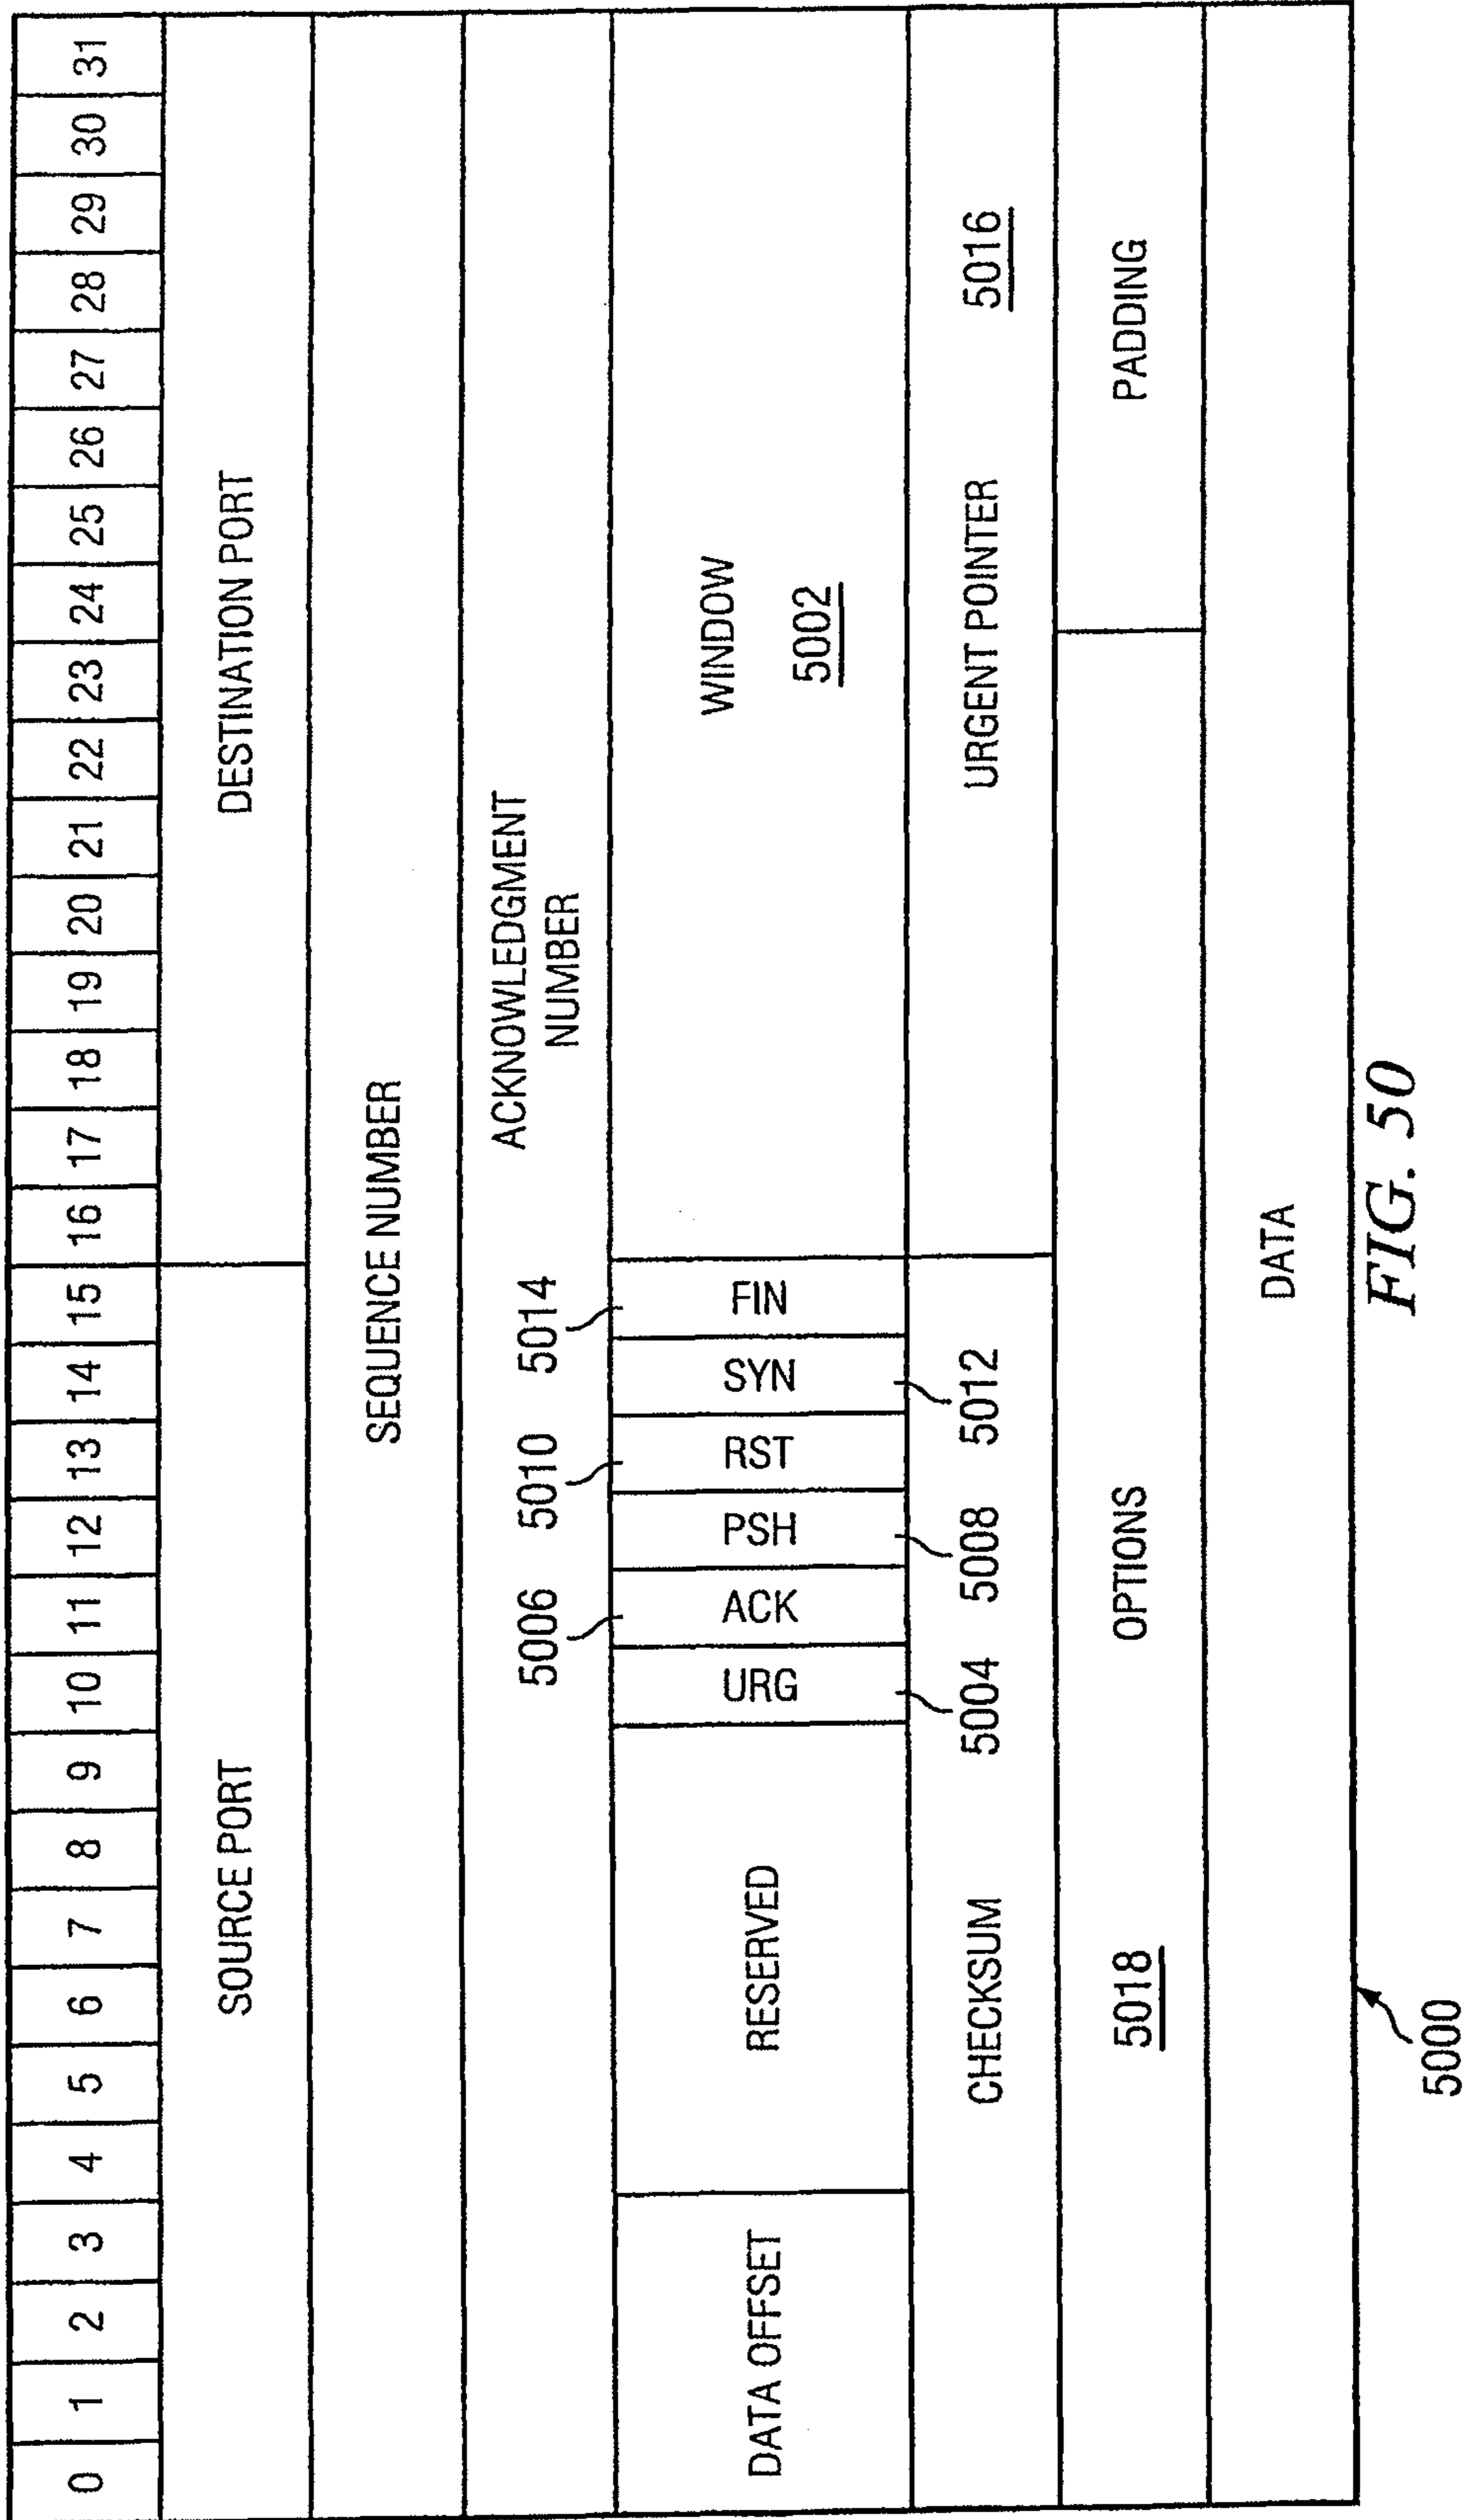 0 1 2 3 4 5 6 7 8 9 10 11 12 13 14 15 16 17 18 19 20 21 22 23 24 25 26 27 28 29 30 31
SOURCE PORT DESTINATION PORT
SEQUENCE NUMBER
ACKNOWLEDGMENT
NUMBER
5006 5010 5014
DATA OFFSET RESERVED URG ACK PSH RST SYN FIN WINDOW
5002
5004 5008 5012
CHECKSUM URGENT POINTER 5016
5018 OPTIONS PADDING
DATA
5000
FIG. 50